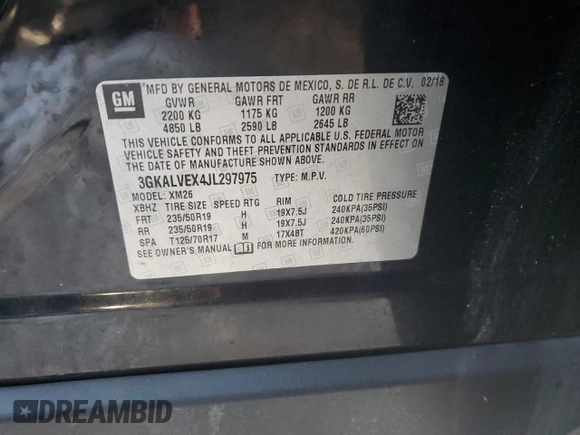 GM
MFD BY GENERAL MOTORS DE MEXICO, S. DE R.L. DE C.V. 02/18
GVWR GAWR FRT GAWR RR
2200 KG 1175 KG 1200 KG
4850 LB 2590 LB 2645 LB
THIS VEHICLE CONFORMS TO ALL APPLICABLE U.S. FEDERAL MOTOR
VEHICLE SAFETY AND THEFT PREVENTION STANDARDS IN EFFECT ON
THE DATE OF MANUFACTURE SHOWN ABOVE.
3GKALVEX4JL297975 TYPE: M.P.V.
MODEL: XM26
XBHZ TIRE SIZE SPEED RTG RIM COLD TIRE PRESSURE
FRT 235/50R19 H 19X7.5J 240KPA(35PSI)
RR 235/50R19 H 19X7.5J 240KPA(35PSI)
SPA T125/70R17 M 17X4BT 420KPA(60PSI)
SEE OWNER'S MANUAL FOR MORE INFORMATION.
DREAMBID